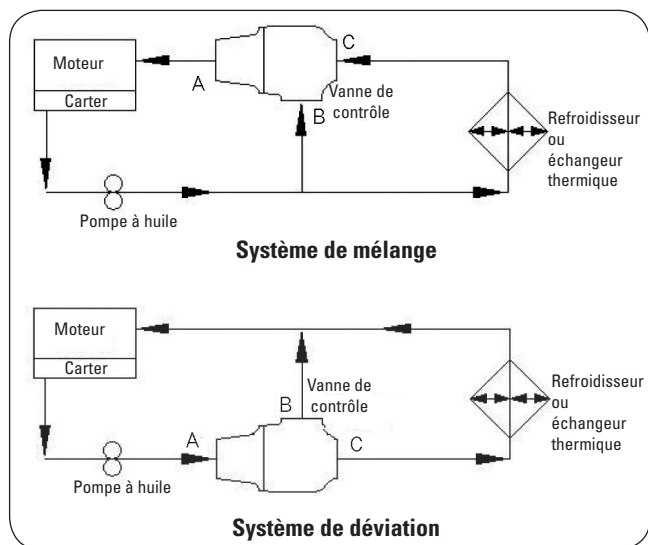 C
Moteur
A
Vanne de
contrôle
Carter
B
Refroidisseur
ou
échangeur
thermique
Pompe à huile
Système de mélange
Moteur
Carter
Vanne de
contrôle
B
Refroidisseur
ou
échangeur
thermique
A
C
Pompe à huile
Système de déviation